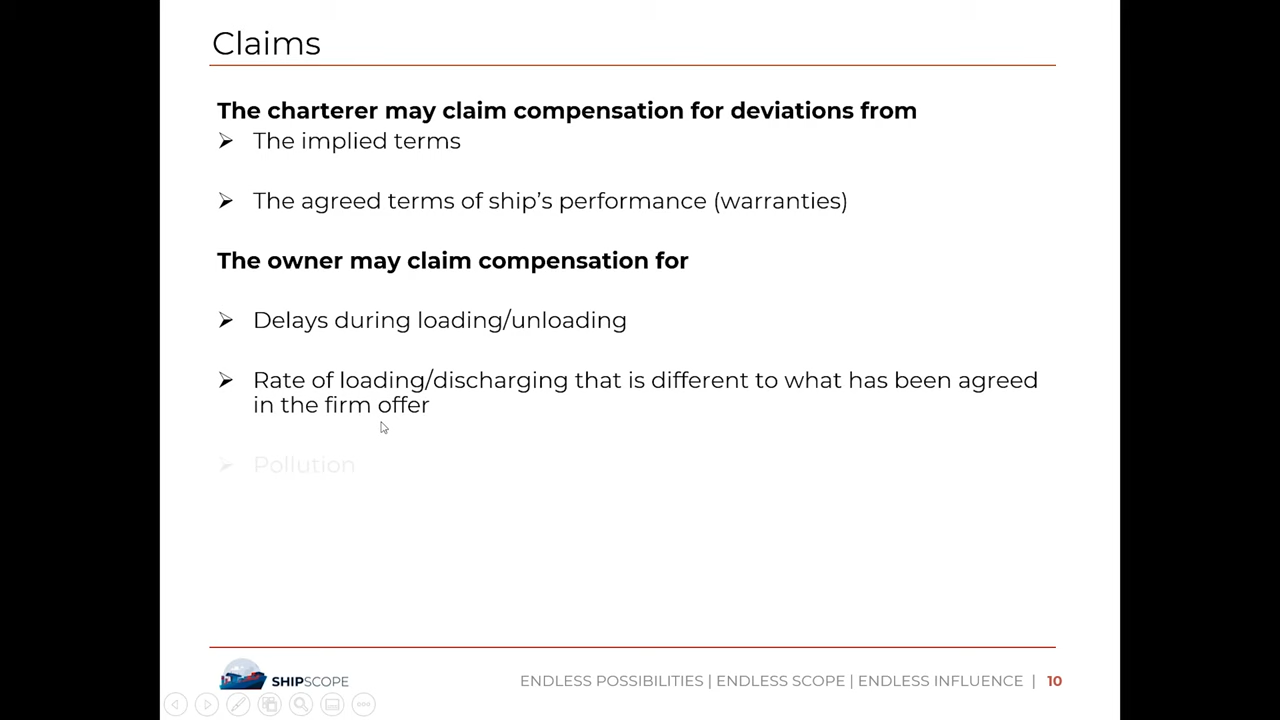 Claims
The charterer may claim compensation for deviations from
➢ The implied terms
➢ The agreed terms of ship's performance (warranties)
The owner may claim compensation for
➢ Delays during loading/unloading
➢ Rate of loading/discharging that is different to what has been agreed
in the firm offer
➢ Pollution
SHIPSCOPE
ENDLESS POSSIBILITIES | ENDLESS SCOPE | ENDLESS INFLUENCE | 10